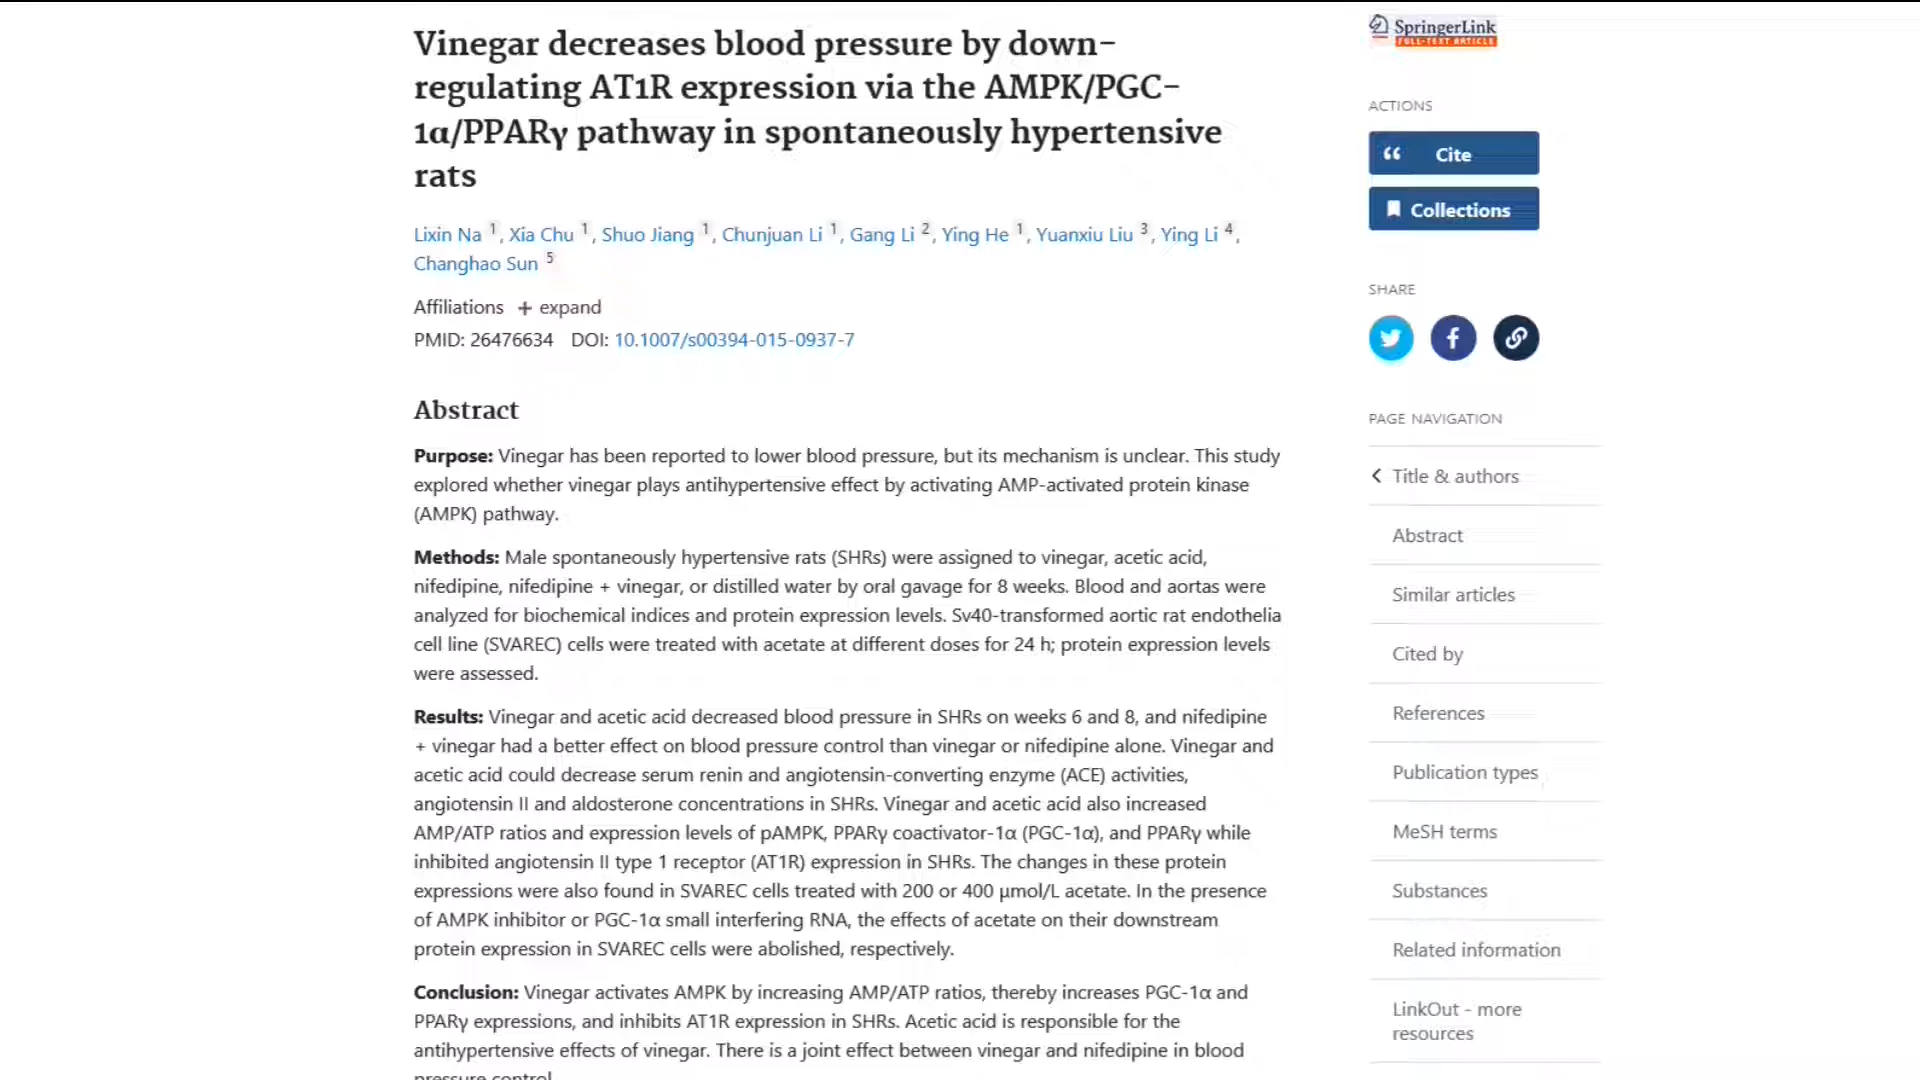 Vinegar decreases blood pressure by down-
regulating AT1R expression via the AMPK/PGC-
1α/PPARγ pathway in spontaneously hypertensive
rats
Lixin Na 1, Xia Chu 1, Shuo Jiang 1, Chunjuan Li 1, Gang Li 2, Ying He 1, Yuanxiu Liu 3, Ying Li 4,
Changhao Sun 5
Affiliations + expand
PMID: 26476634 DOI: 10.1007/s00394-015-0937-7
Abstract
Purpose: Vinegar has been reported to lower blood pressure, but its mechanism is unclear. This study
explored whether vinegar plays antihypertensive effect by activating AMP-activated protein kinase
(AMPK) pathway.
Methods: Male spontaneously hypertensive rats (SHRs) were assigned to vinegar, acetic acid,
nifedipine, nifedipine + vinegar, or distilled water by oral gavage for 8 weeks. Blood and aortas were
analyzed for biochemical indices and protein expression levels. Sv40-transformed aortic rat endothelia
cell line (SVAREC) cells were treated with acetate at different doses for 24 h; protein expression levels
were assessed.
Results: Vinegar and acetic acid decreased blood pressure in SHRs on weeks 6 and 8, and nifedipine
+ vinegar had a better effect on blood pressure control than vinegar or nifedipine alone. Vinegar and
acetic acid could decrease serum renin and angiotensin-converting enzyme (ACE) activities,
angiotensin II and aldosterone concentrations in SHRs. Vinegar and acetic acid also increased
AMP/ATP ratios and expression levels of pAMPK, PPARγ coactivator-1α (PGC-1α), and PPARγ while
inhibited angiotensin II type 1 receptor (AT1R) expression in SHRs. The changes in these protein
expressions were also found in SVAREC cells treated with 200 or 400 µmol/L acetate. In the presence
of AMPK inhibitor or PGC-1α small interfering RNA, the effects of acetate on their downstream
protein expression in SVAREC cells were abolished, respectively.
Conclusion: Vinegar activates AMPK by increasing AMP/ATP ratios, thereby increases PGC-1α and
PPARγ expressions, and inhibits AT1R expression in SHRs. Acetic acid is responsible for the
antihypertensive effects of vinegar. There is a joint effect between vinegar and nifedipine in blood
pressure control.
SpringerLink
FULL-TEXT ARTICLE
ACTIONS
Cite
Collections
SHARE
PAGE NAVIGATION
Title & authors
Abstract
Similar articles
Cited by
References
Publication types
MeSH terms
Substances
Related information
LinkOut - more
resources